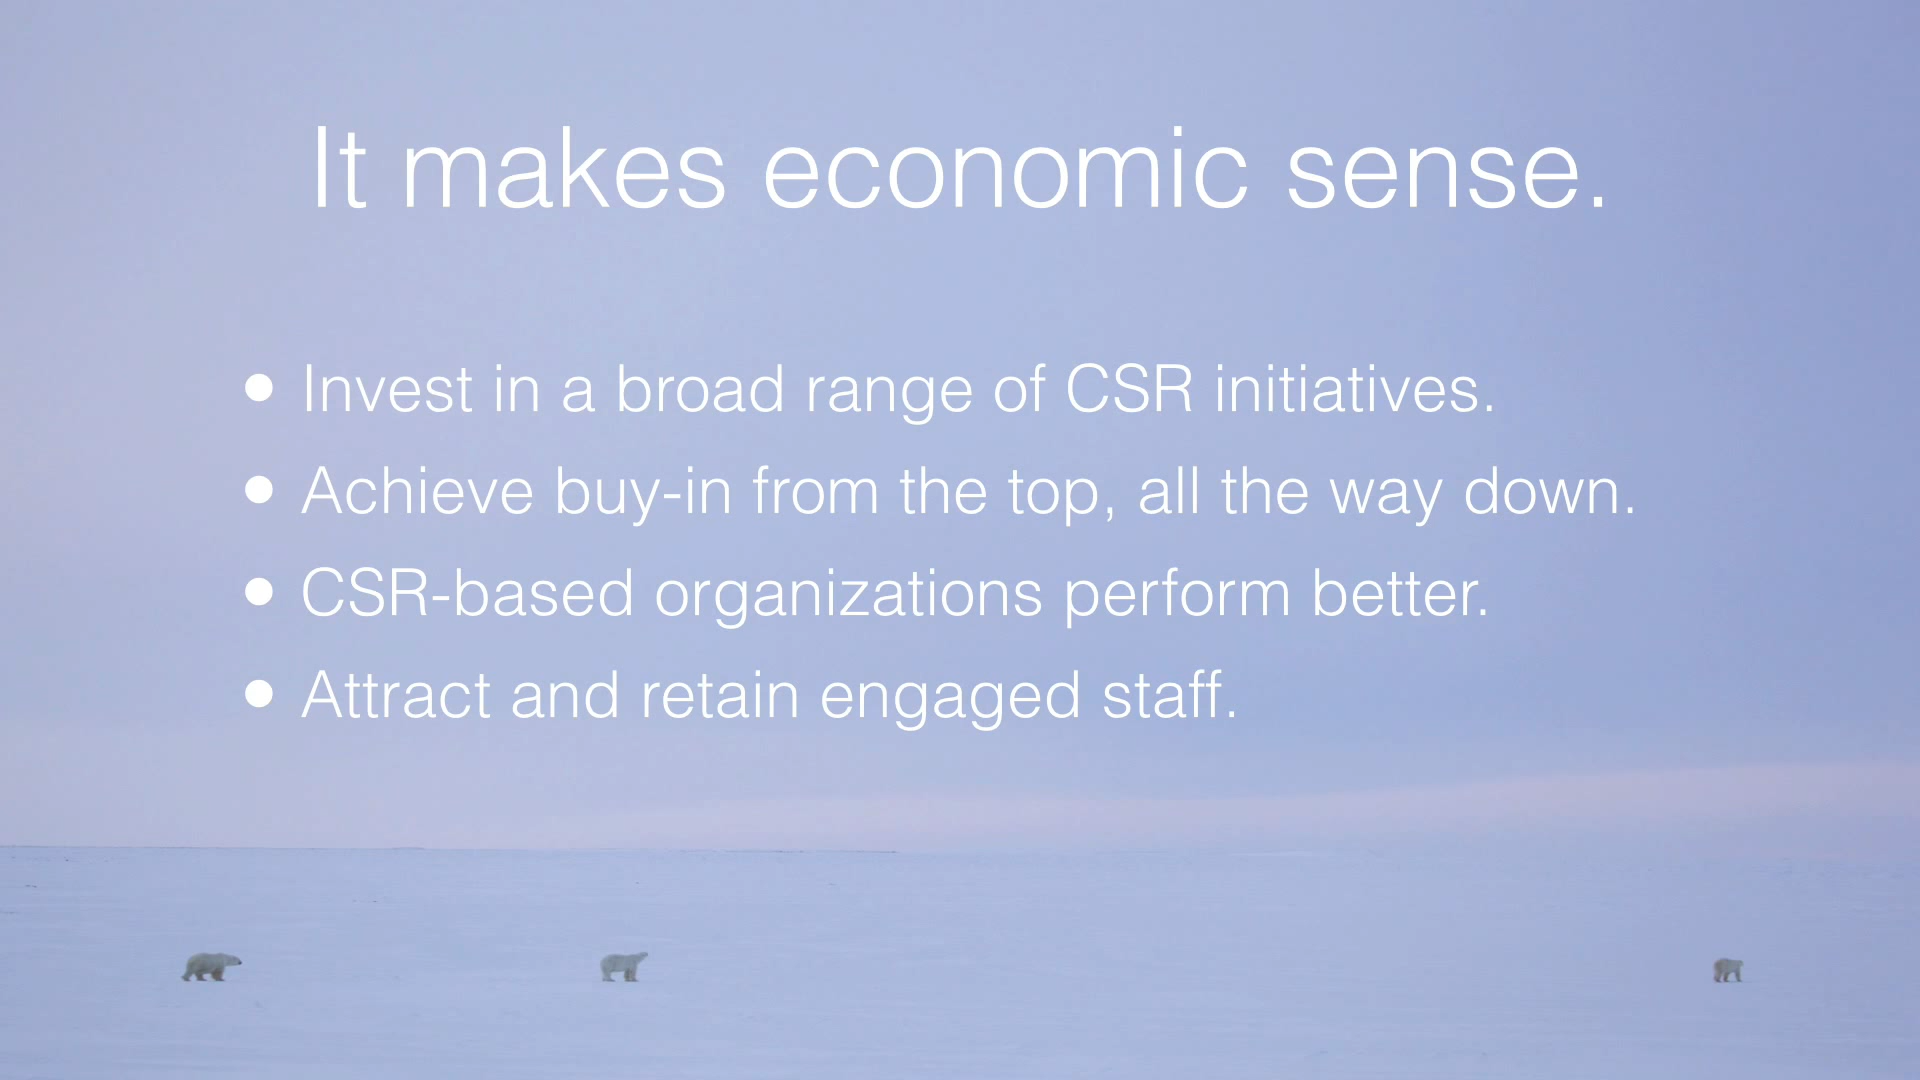 It makes economic sense.
• Invest in a broad range of CSR initiatives.
• Achieve buy-in from the top, all the way down.
• CSR-based organizations perform better.
• Attract and retain engaged staff.